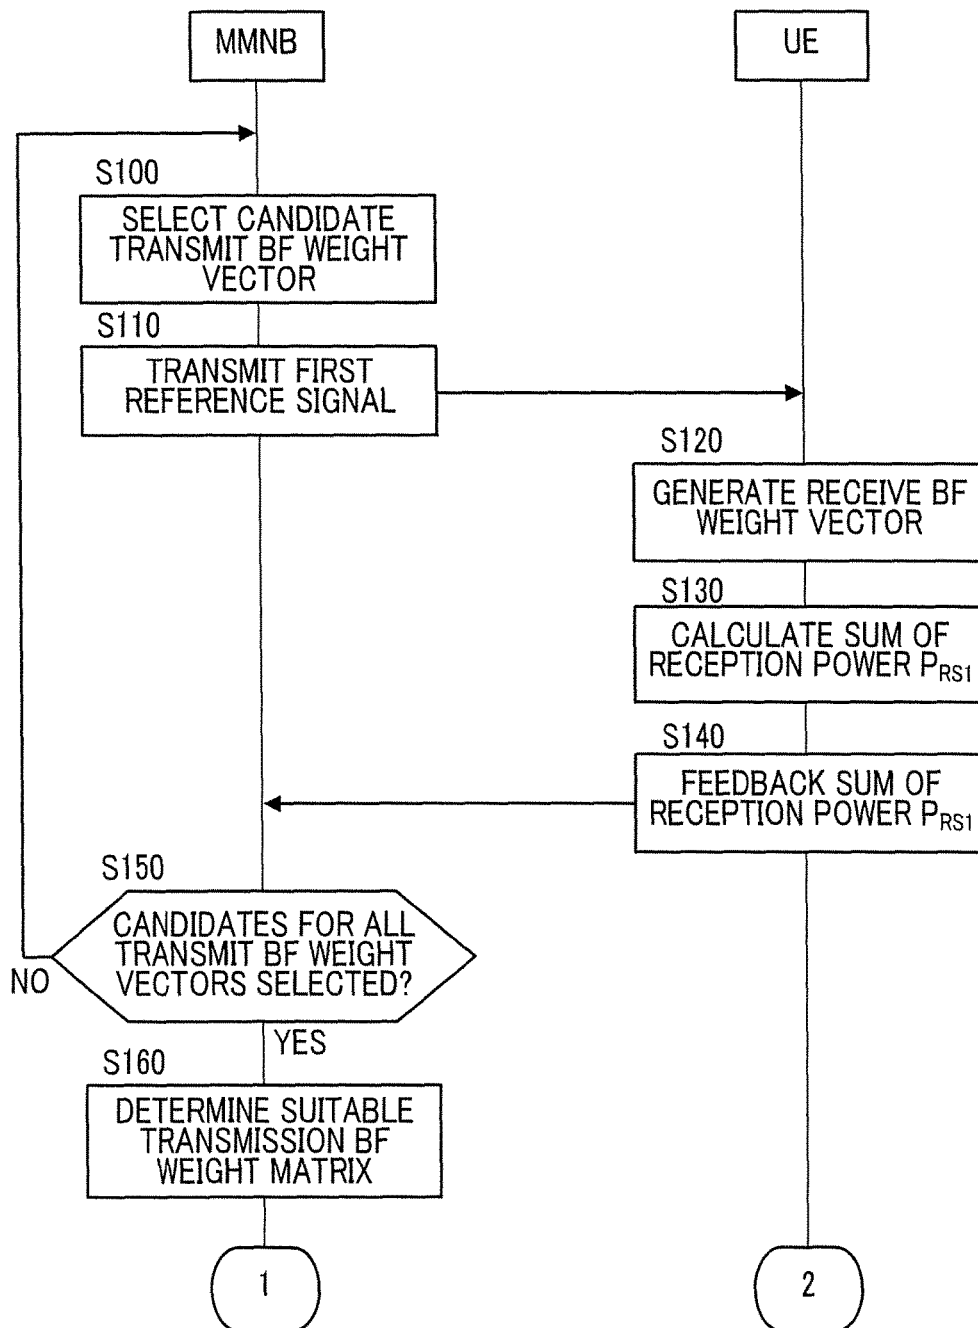 MMNB
UE
S100
SELECT CANDIDATE
TRANSMIT BF WEIGHT
VECTOR
S110
TRANSMIT FIRST
REFERENCE SIGNAL
S120
GENERATE RECEIVE BF
WEIGHT VECTOR
S130
CALCULATE SUM OF
RECEPTION POWER PRS1
S140
FEEDBACK SUM OF
RECEPTION POWER PRS1
S150
CANDIDATES FOR ALL
TRANSMIT BF WEIGHT
VECTORS SELECTED?
NO
YES
S160
DETERMINE SUITABLE
TRANSMISSION BF
WEIGHT MATRIX
1
2